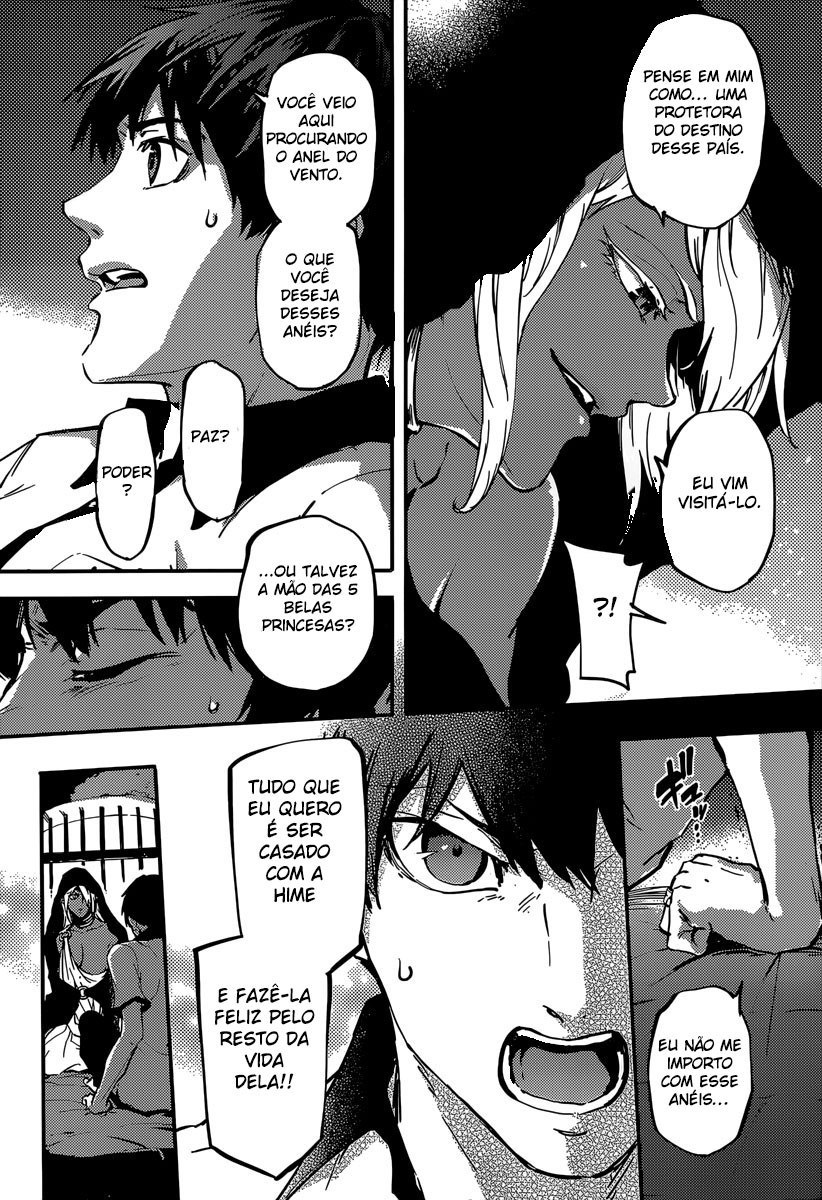 PENSE EM MIM
COMO... UMA
PROTETORA
DO DESTINO
DESSE PAÍS.
EU VIM
VISITÁ-LO.
?!
VOCÊ VEIO
AQUI
PROCURANDO
O ANEL DO
VENTO.
O QUE
VOCÊ
DESEJA
DESSES
ANÉIS?
PAZ?
PODER
?
...OU TALVEZ
A MÃO DAS 5
BELAS
PRINCESAS?
ギュッ…
EU NÃO ME
IMPORTO
COM ESSE
ANÉIS...
TUDO QUE
EU QUERO
É SER
CASADO
COM A
HIME
E FAZÊ-LA
FELIZ PELO
RESTO DA
VIDA
DELA!!